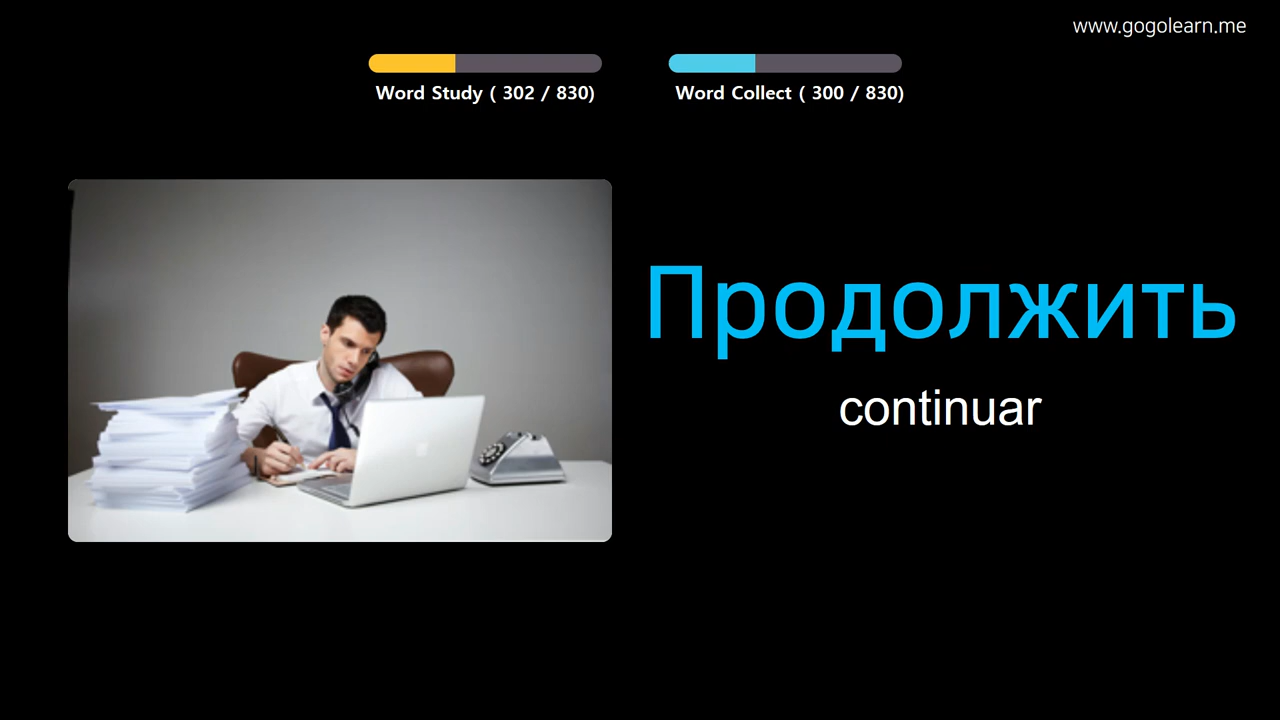 www.gogolearn.me
Word Study ( 302 / 830)
Word Collect ( 300 / 830)
Продолжить
continuar